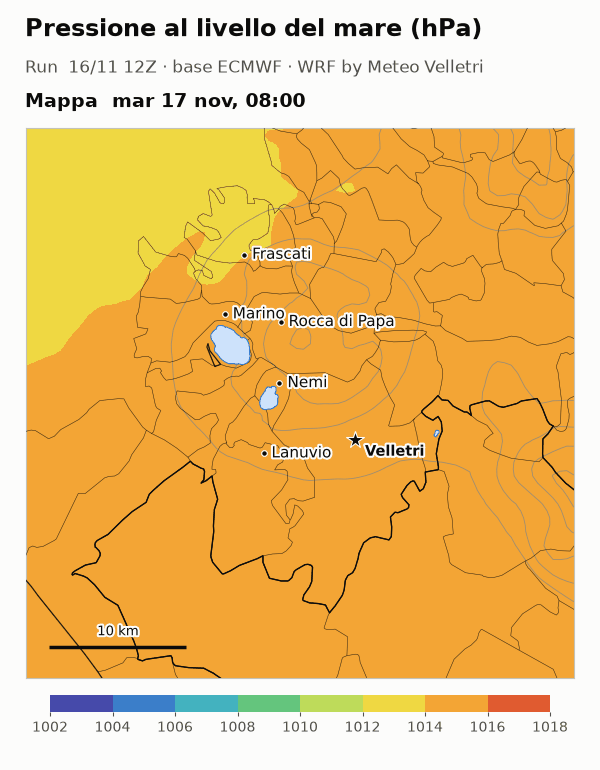 Pressione al livello del mare (hPa)
Run  16/11 12Z · base ECMWF · WRF by Meteo Velletri
Mappa  mar 17 nov, 08:00
Frascati
Marino
Rocca di Papa
Nemi
Velletri
Lanuvio
10 km
1002 1004 1006 1008 1010 1012 1014 1016 1018